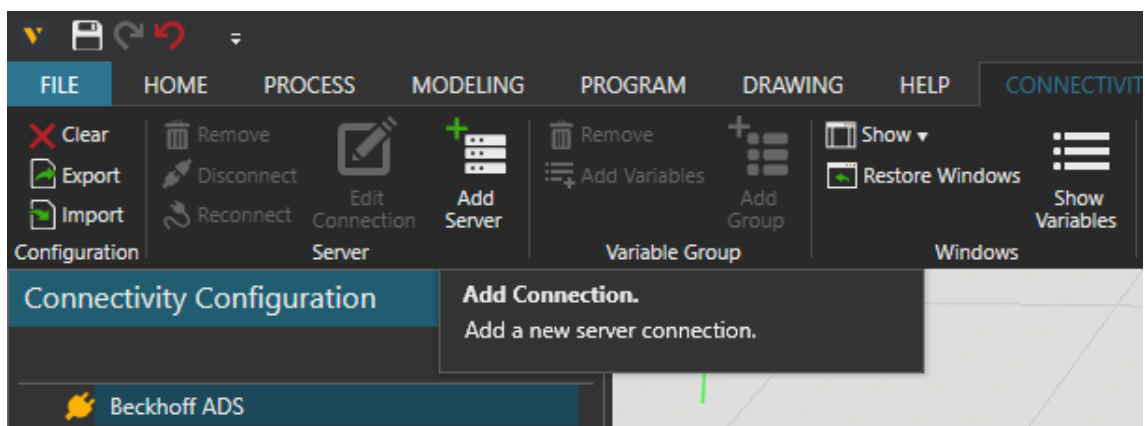 FILE HOME PROCESS MODELING PROGRAM DRAWING HELP CONNECTIVIT
Clear
Export
Import
Configuration
Remove
Disconnect
Reconnect
Edit
Connection
Add
Server
Server
Remove
Add Variables
Add
Group
Variable Group
Show
Restore Windows
Show
Variables
Windows
Connectivity Configuration
Add Connection.
Add a new server connection.
Beckhoff ADS